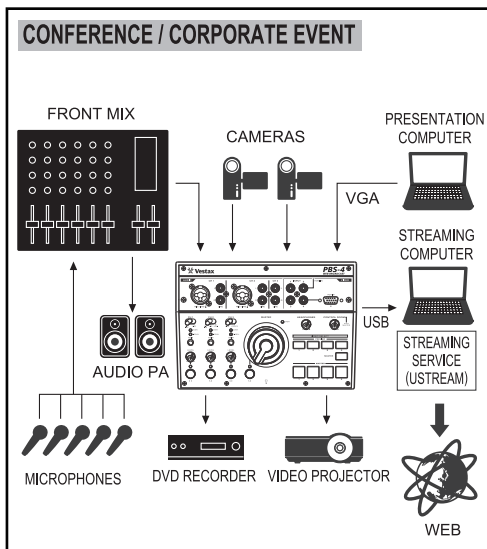 CONFERENCE / CORPORATE EVENT
FRONT MIX
CAMERAS
PRESENTATION
COMPUTER
VGA
STREAMING
COMPUTER
Vestax
PBS-4
USB
STREAMING
SERVICE
(USTREAM)
AUDIO PA
MICROPHONES
DVD RECORDER
VIDEO PROJECTOR
WEB